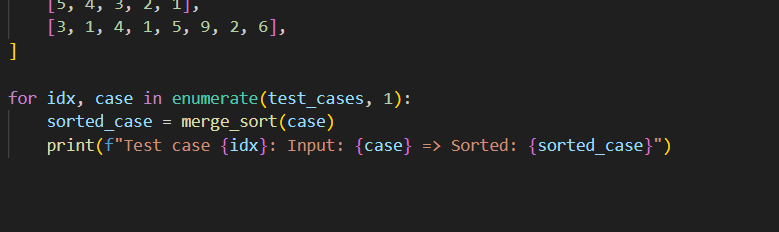 [5, 4, 3, 2, 1],
[3, 1, 4, 1, 5, 9, 2, 6],
]
for idx, case in enumerate(test_cases, 1):
sorted_case = merge_sort(case)
print(f"Test case {idx}: Input: {case} => Sorted: {sorted_case}")